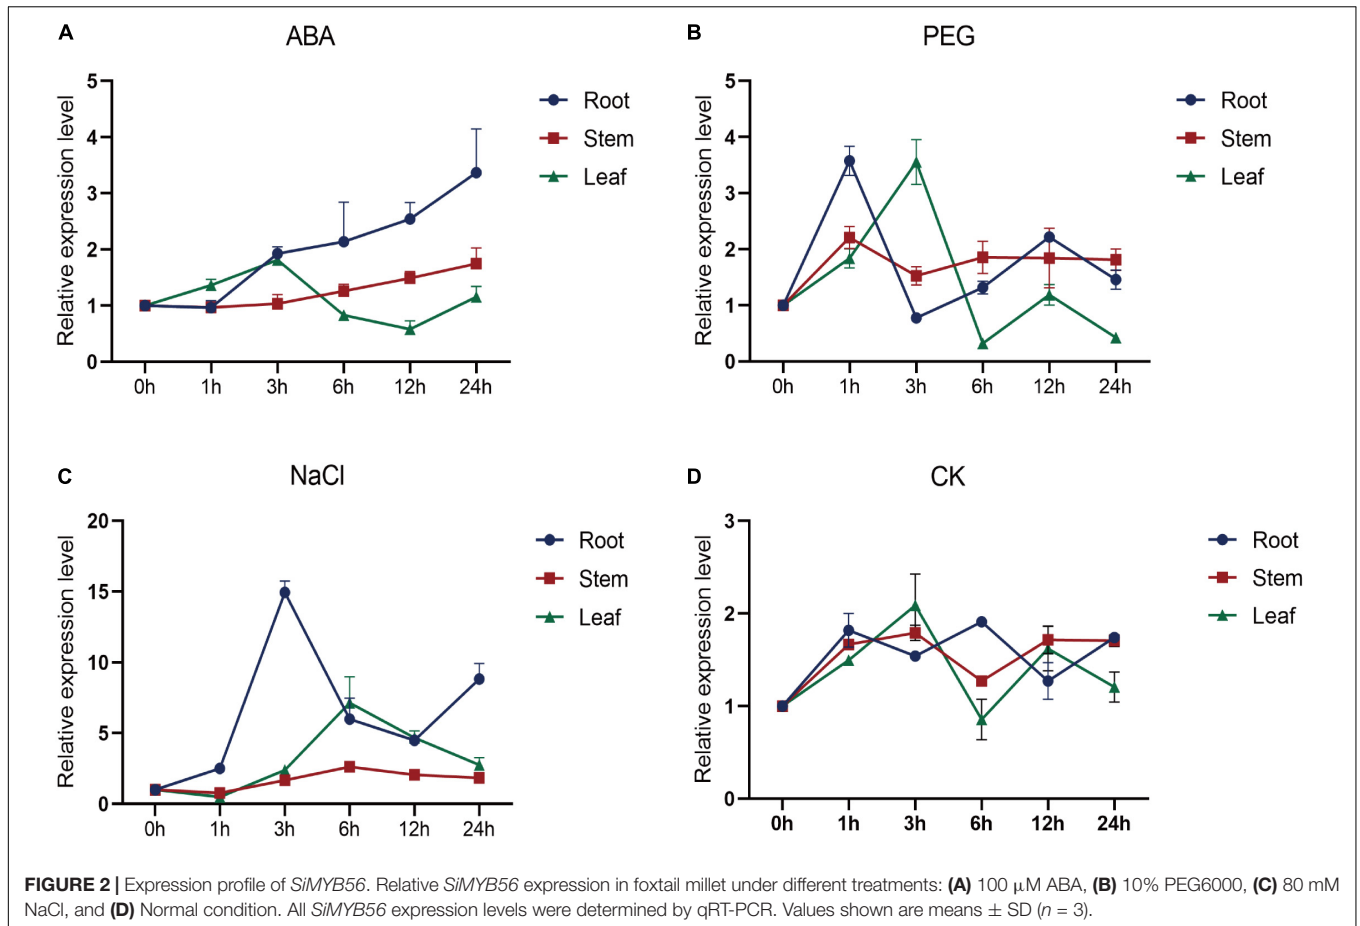 A
ABA
5
4
3
2
1
0
Relative expression level
0h 1h 3h 6h 12h 24h
Root
Stem
Leaf
B
PEG
5
4
3
2
1
0
Relative expression level
0h 1h 3h 6h 12h 24h
Root
Stem
Leaf
C
NaCl
20
15
10
5
0
Relative expression level
0h 1h 3h 6h 12h 24h
Root
Stem
Leaf
D
CK
3
2
1
0
Relative expression level
0h 1h 3h 6h 12h 24h
Root
Stem
Leaf
FIGURE 2 | Expression profile of SiMYB56. Relative SiMYB56 expression in foxtail millet under different treatments: (A) 100 μM ABA, (B) 10% PEG6000, (C) 80 mM
NaCl, and (D) Normal condition. All SiMYB56 expression levels were determined by qRT-PCR. Values shown are means ± SD (n = 3).